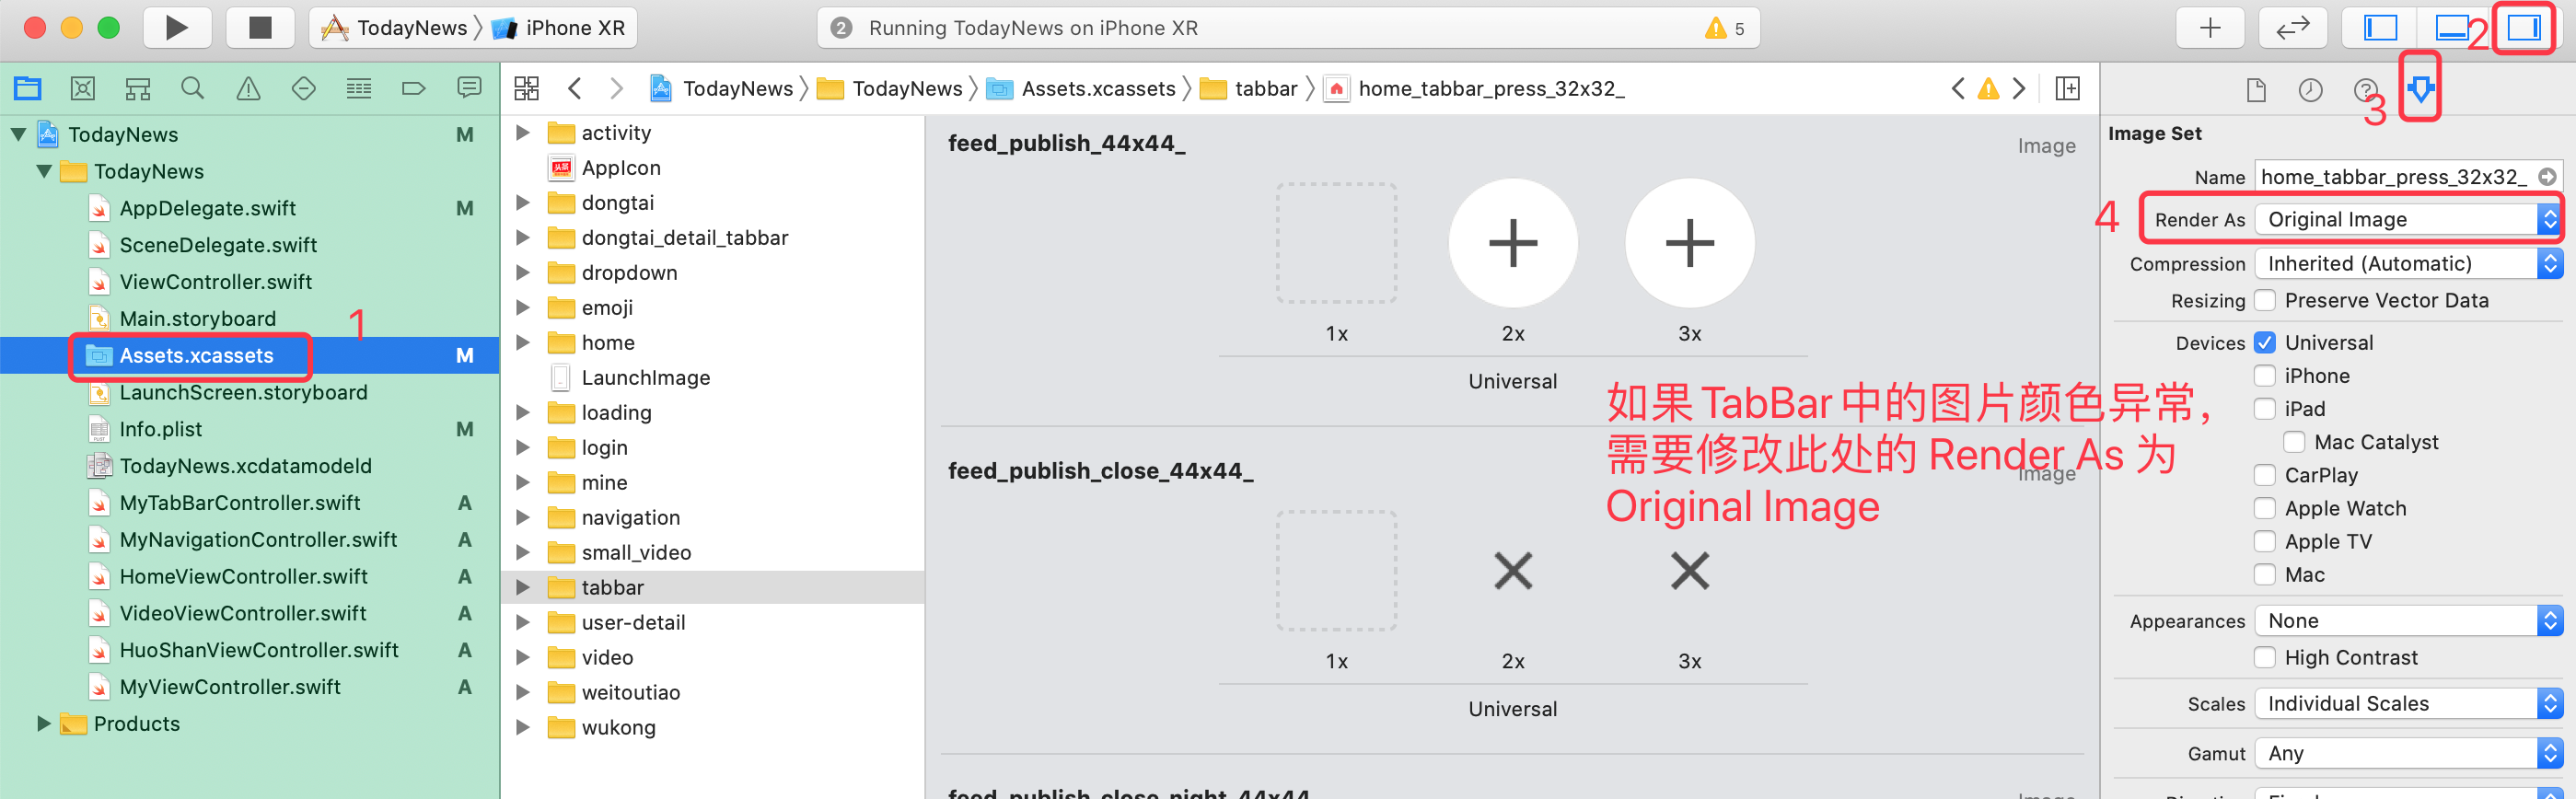 TodayNews
iPhone XR
2
Running TodayNews on iPhone XR
5
2
TodayNews
TodayNews
Assets.xcassets
tabbar
home_tabbar_press_32x32_
3
TodayNews M
TodayNews
AppDelegate.swift M
SceneDelegate.swift
ViewController.swift
Main.storyboard
1
Assets.xcassets M
LaunchScreen.storyboard
Info.plist M
TodayNews.xcdatamodeld
MyTabBarController.swift A
MyNavigationController.swift A
HomeViewController.swift A
VideoViewController.swift A
HuoShanViewController.swift A
MyViewController.swift A
Products
activity
AppIcon
dongtai
dongtai_detail_tabbar
dropdown
emoji
home
LaunchImage
loading
login
mine
navigation
small_video
tabbar
user-detail
video
weitoutiao
wukong
feed_publish_44x44_
Image
1x 2x 3x
Universal
如果 TabBar 中的图片颜色异常，
需要修改此处的 Render As 为
Original Image
feed_publish_close_44x44_
Image
1x 2x 3x
Universal
feed_publish_close_night_44x44_
Image
Image Set
Name home_tabbar_press_32x32_
4
Render As Original Image
Compression Inherited (Automatic)
Resizing Preserve Vector Data
Devices Universal
iPhone
iPad
Mac Catalyst
CarPlay
Apple Watch
Apple TV
Mac
Appearances None
High Contrast
Scales Individual Scales
Gamut Any